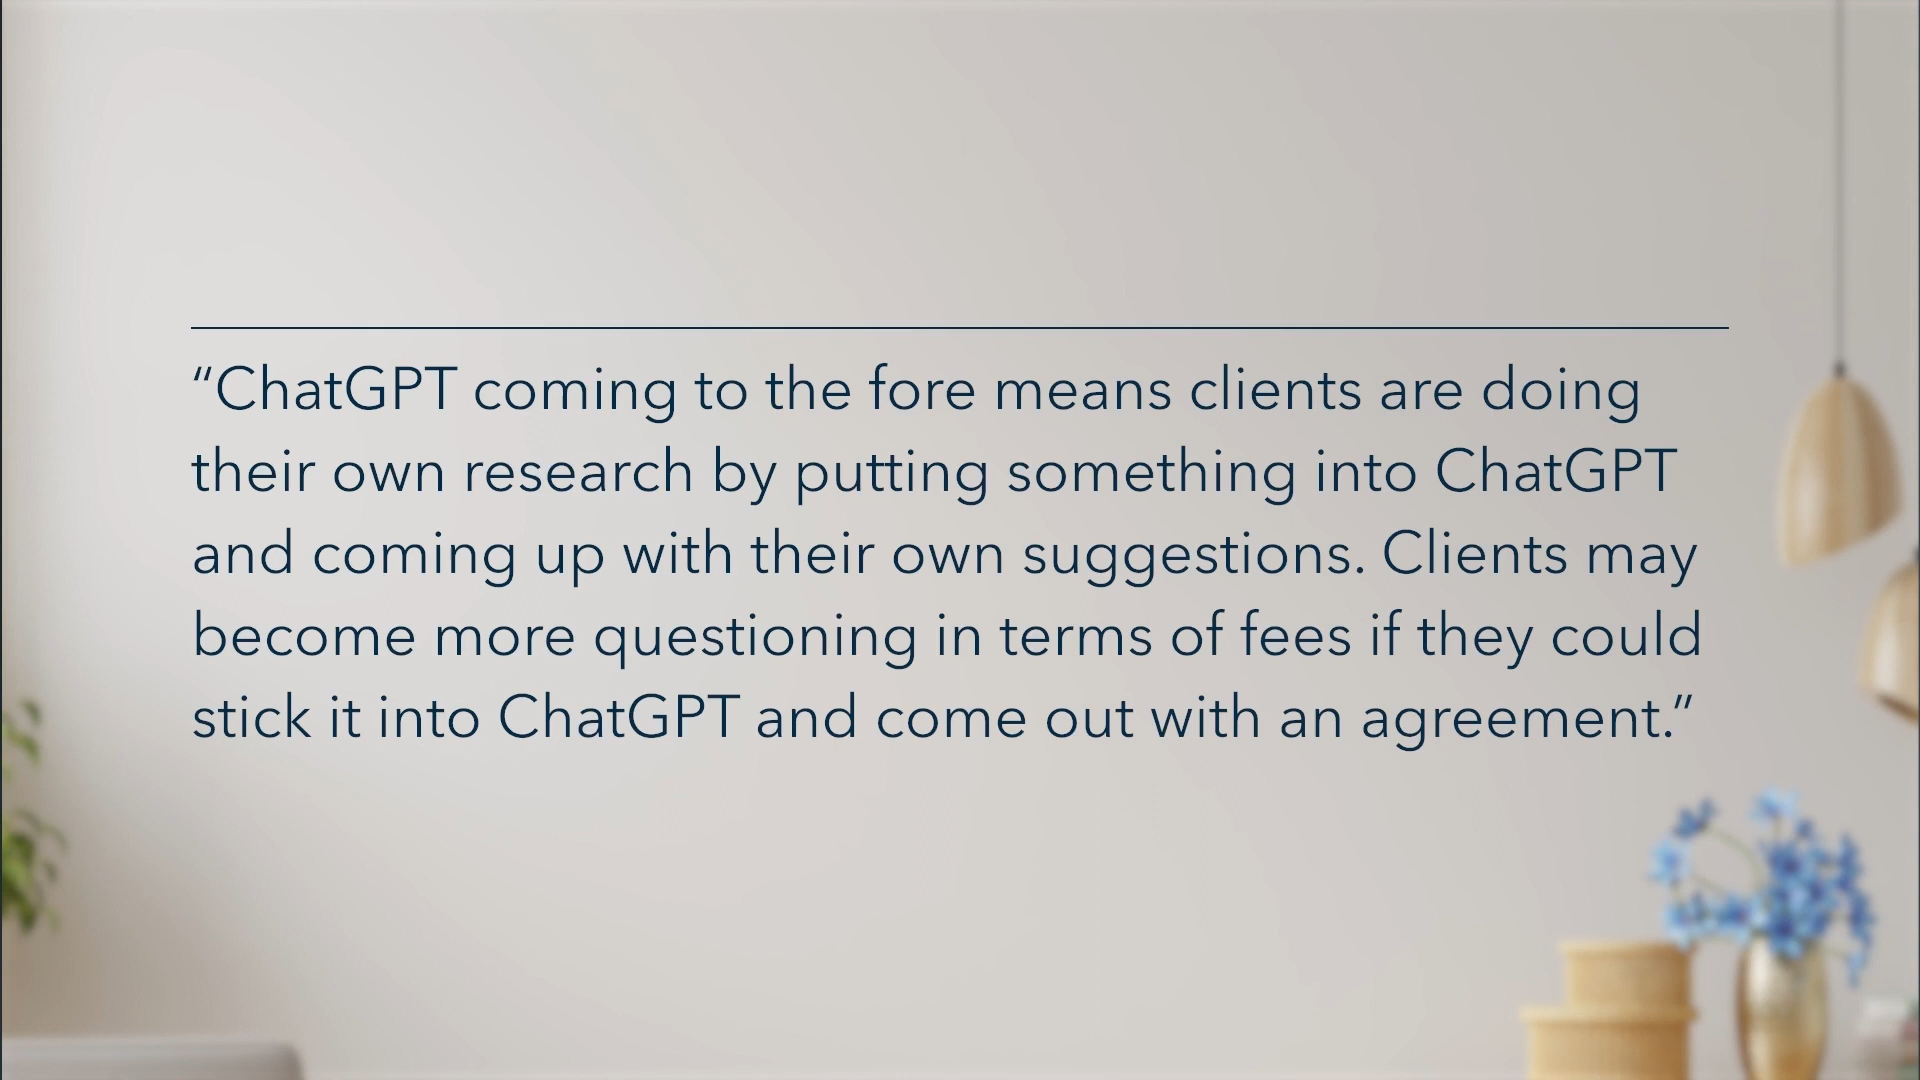 “ChatGPT coming to the fore means clients are doing
their own research by putting something into ChatGPT
and coming up with their own suggestions. Clients may
become more questioning in terms of fees if they could
stick it into ChatGPT and come out with an agreement.”